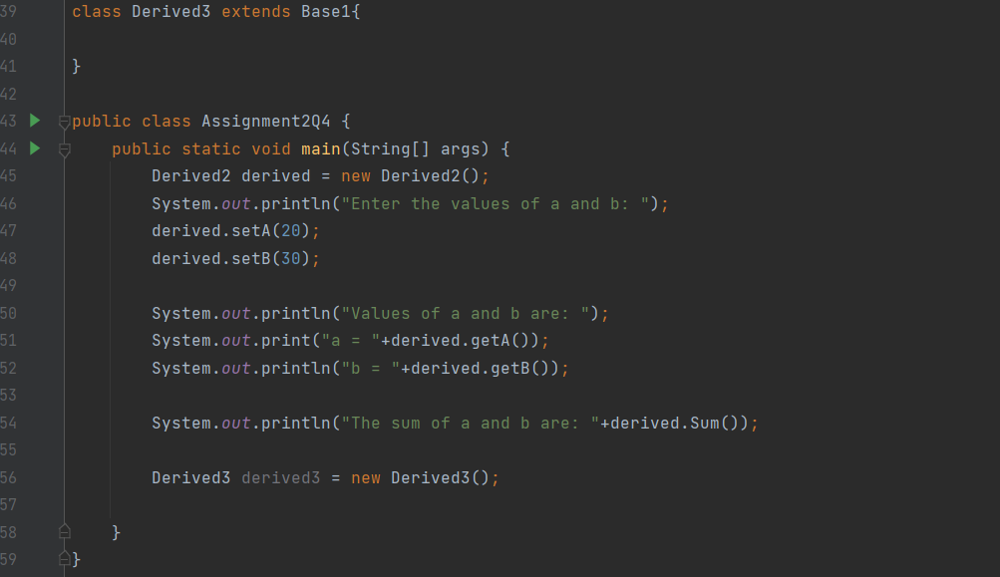 39 class Derived3 extends Base1{
40
41 }
42
43 public class Assignment2Q4 {
44     public static void main(String[] args) {
45         Derived2 derived = new Derived2();
46         System.out.println("Enter the values of a and b: ");
47         derived.setA(20);
48         derived.setB(30);
49
50         System.out.println("Values of a and b are: ");
51         System.out.print("a = "+derived.getA());
52         System.out.println("b = "+derived.getB());
53
54         System.out.println("The sum of a and b are: "+derived.Sum());
55
56         Derived3 derived3 = new Derived3();
57
58     }
59 }